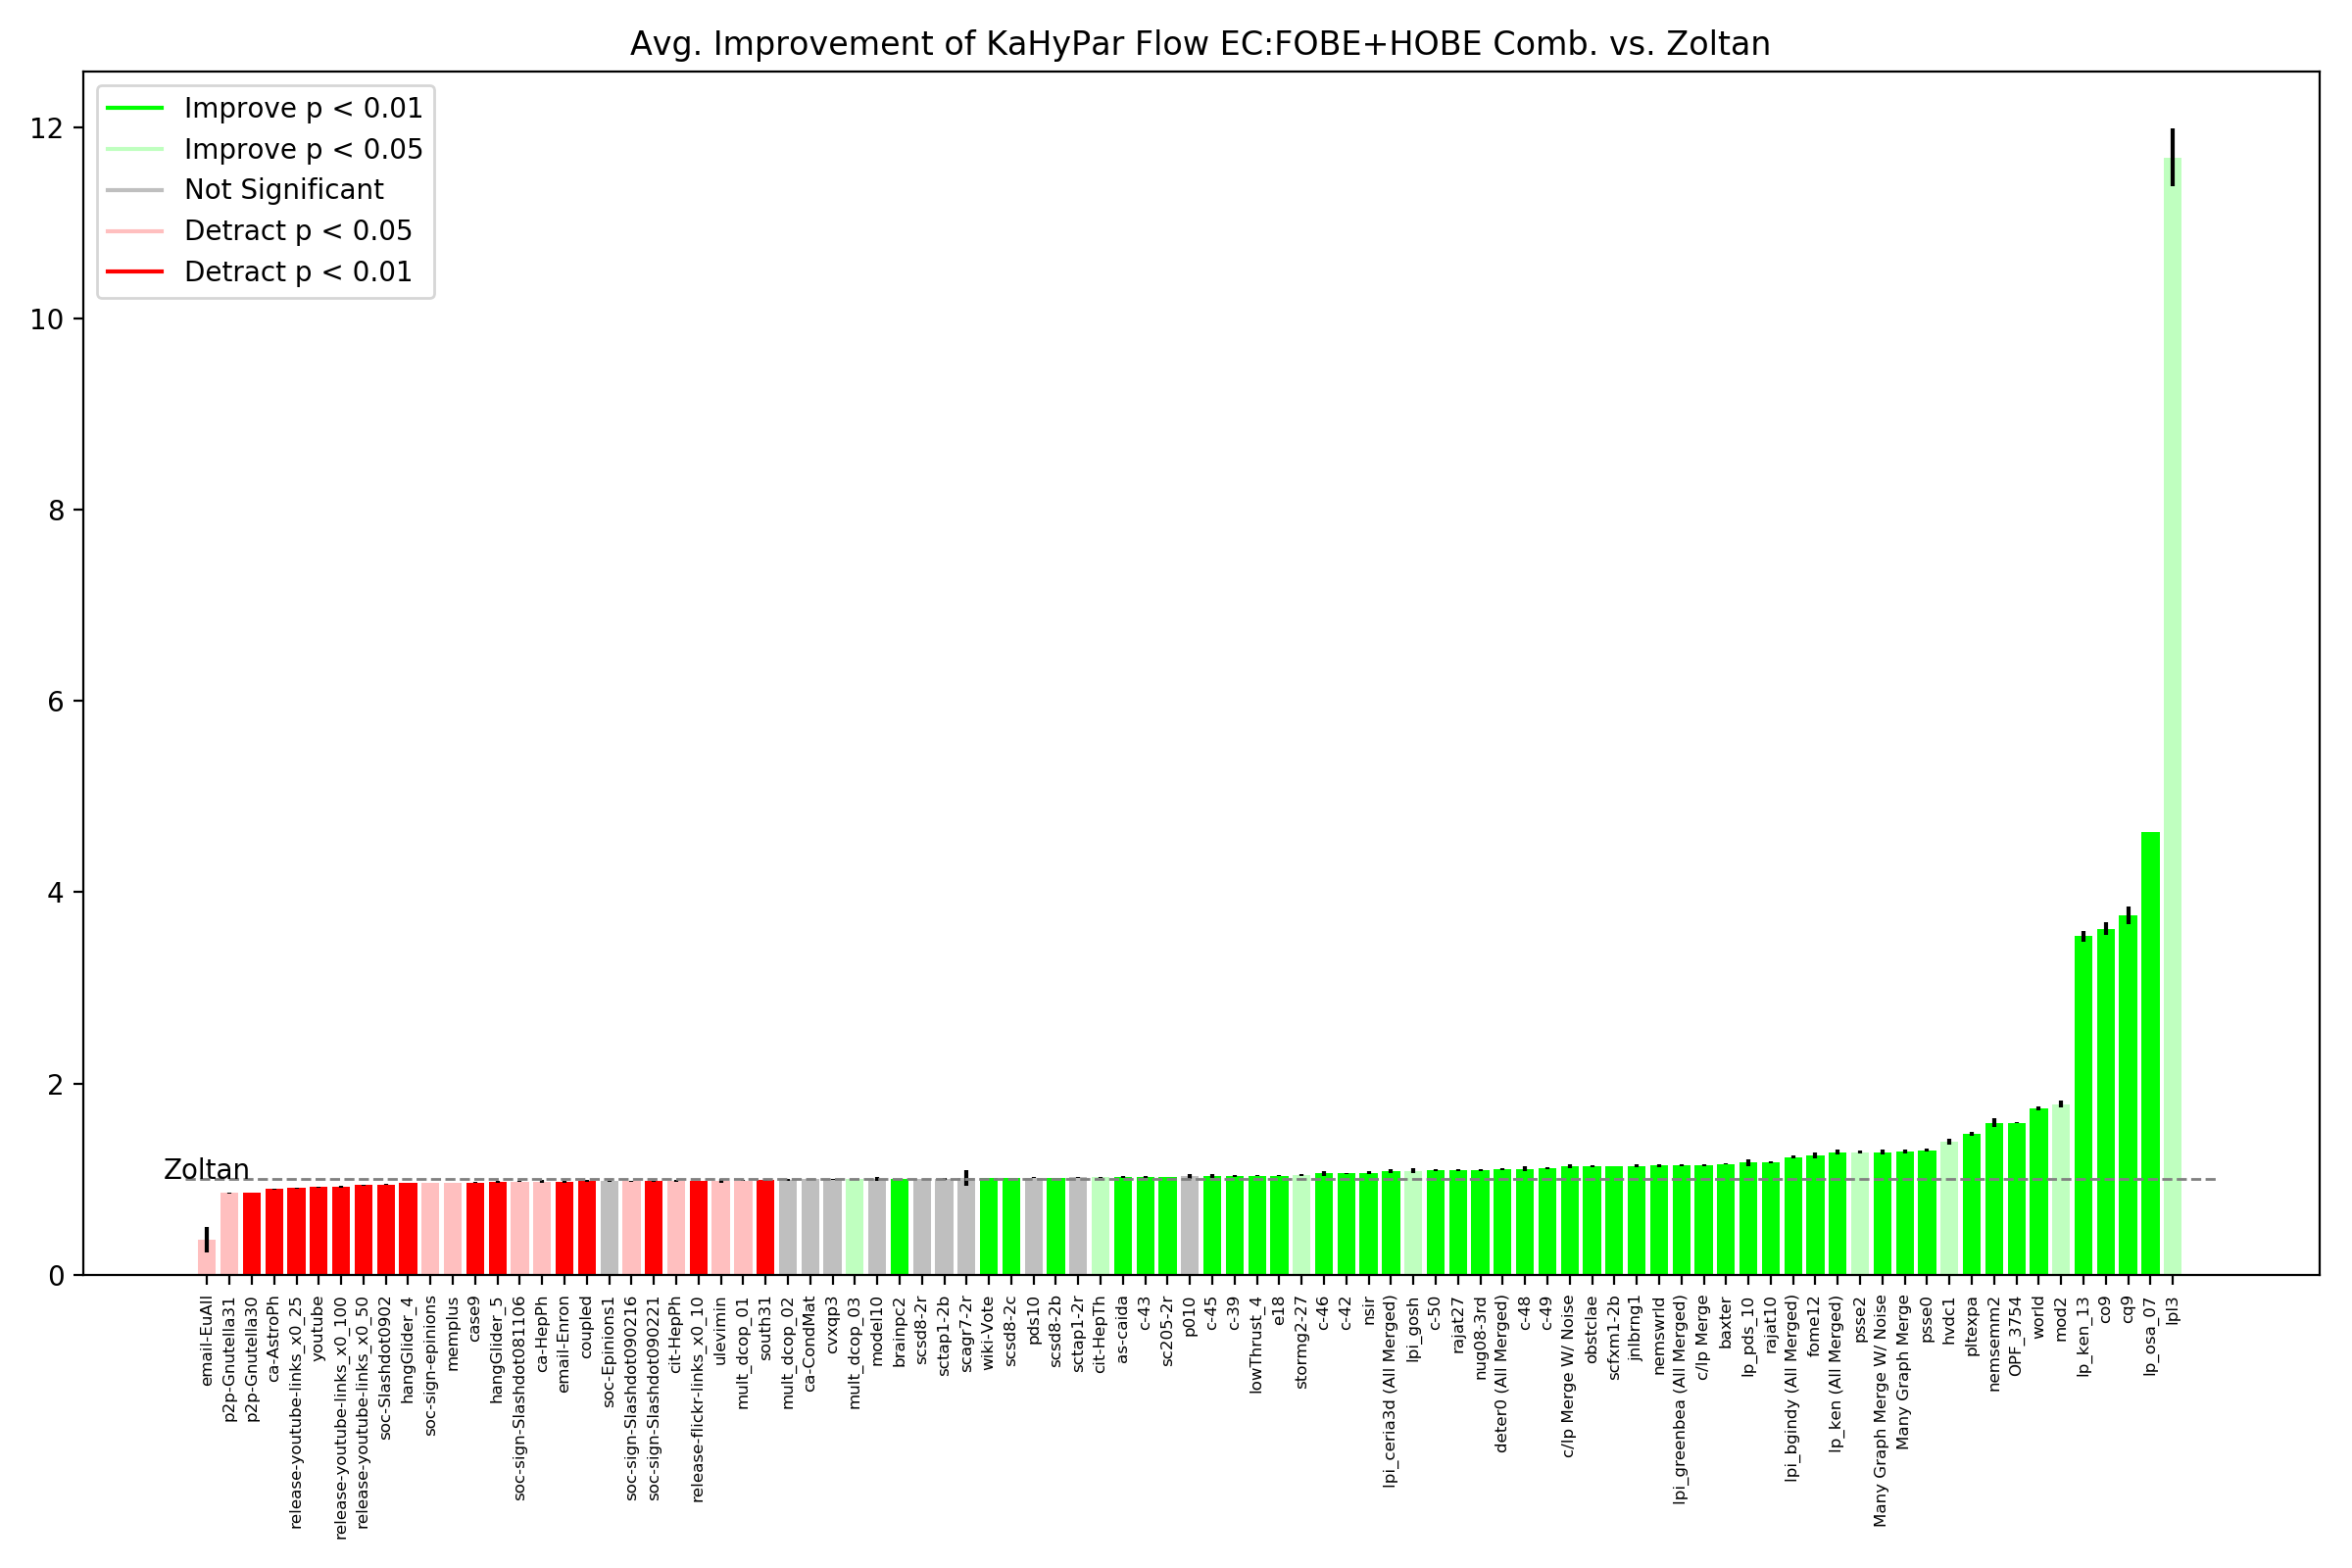 Avg. Improvement of KaHyPar Flow EC:FOBE+HOBE Comb. vs. Zoltan
Improve p < 0.01
Improve p < 0.05
Not Significant
Detract p < 0.05
Detract p < 0.01
12
10
8
6
4
2
0
Zoltan
email-EuAll
p2p-Gnutella31
p2p-Gnutella30
ca-AstroPh
release-youtube-links_x0_25
youtube
release-youtube-links_x0_100
release-youtube-links_x0_50
soc-Slashdot0902
hangGlider_4
soc-sign-epinions
memplus
case9
hangGlider_5
soc-sign-Slashdot081106
ca-HepPh
email-Enron
coupled
soc-Epinions1
soc-sign-Slashdot090216
soc-sign-Slashdot090221
cit-HepPh
release-flickr-links_x0_10
ulevimin
mult_dcop_01
south31
mult_dcop_02
ca-CondMat
cvxqp3
mult_dcop_03
model10
brainpc2
scsd8-2r
sctap1-2b
scagr7-2r
wiki-Vote
scsd8-2c
pds10
scsd8-2b
sctap1-2r
cit-HepTh
as-caida
c-43
sc205-2r
p010
c-45
c-39
lowThrust_4
e18
stormg2-27
c-46
c-42
nsir
lpi_ceria3d (All Merged)
lpi_gosh
c-50
rajat27
nug08-3rd
deter0 (All Merged)
c-48
c-49
c/lp Merge W/ Noise
obstclae
scfxm1-2b
jnlbrng1
nemswrld
lpi_greenbea (All Merged)
c/lp Merge
baxter
lp_pds_10
rajat10
lpi_bgindy (All Merged)
fome12
lp_ken (All Merged)
psse2
Many Graph Merge W/ Noise
Many Graph Merge
psse0
hvdc1
pltexpa
nemsemm2
OPF_3754
world
mod2
lp_ken_13
co9
cq9
lp_osa_07
lpl3